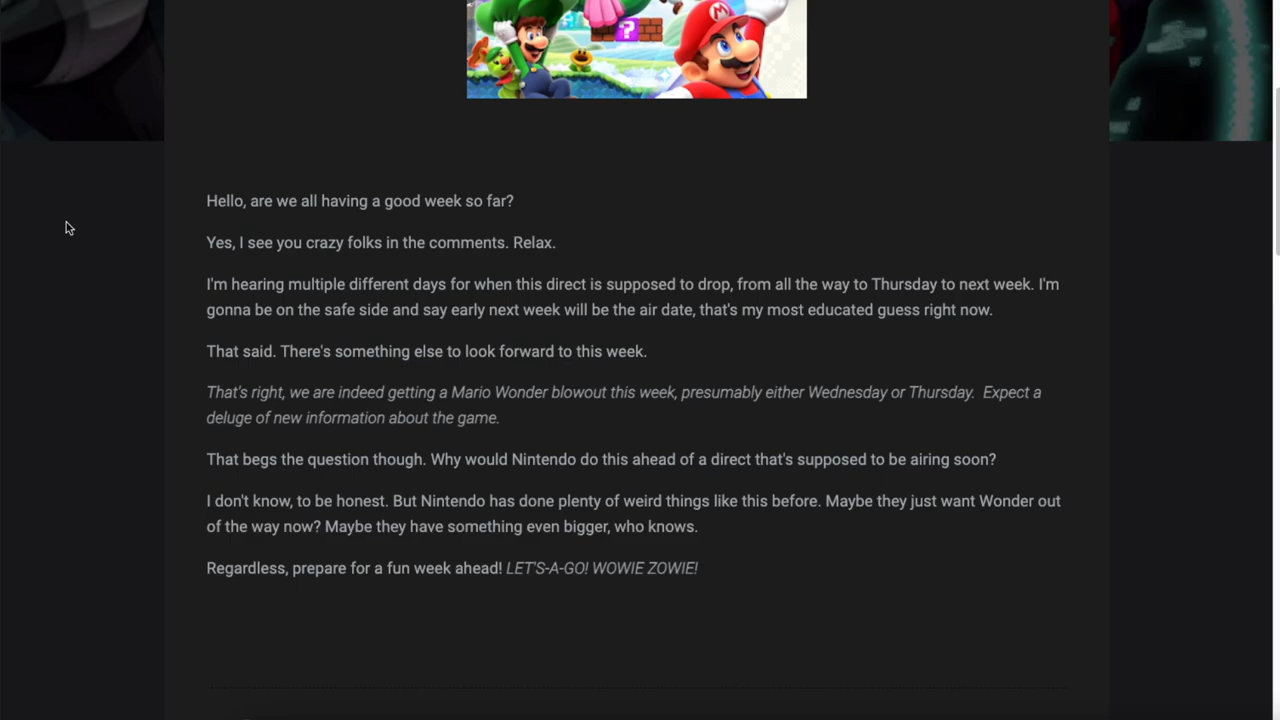 M
?
Hello, are we all having a good week so far?
Yes, I see you crazy folks in the comments. Relax.
I'm hearing multiple different days for when this direct is supposed to drop, from all the way to Thursday to next week. I'm
gonna be on the safe side and say early next week will be the air date, that's my most educated guess right now.
That said. There's something else to look forward to this week.
That's right, we are indeed getting a Mario Wonder blowout this week, presumably either Wednesday or Thursday.  Expect a
deluge of new information about the game.
That begs the question though. Why would Nintendo do this ahead of a direct that's supposed to be airing soon?
I don't know, to be honest. But Nintendo has done plenty of weird things like this before. Maybe they just want Wonder out
of the way now? Maybe they have something even bigger, who knows.
Regardless, prepare for a fun week ahead! LET'S-A-GO! WOWIE ZOWIE!